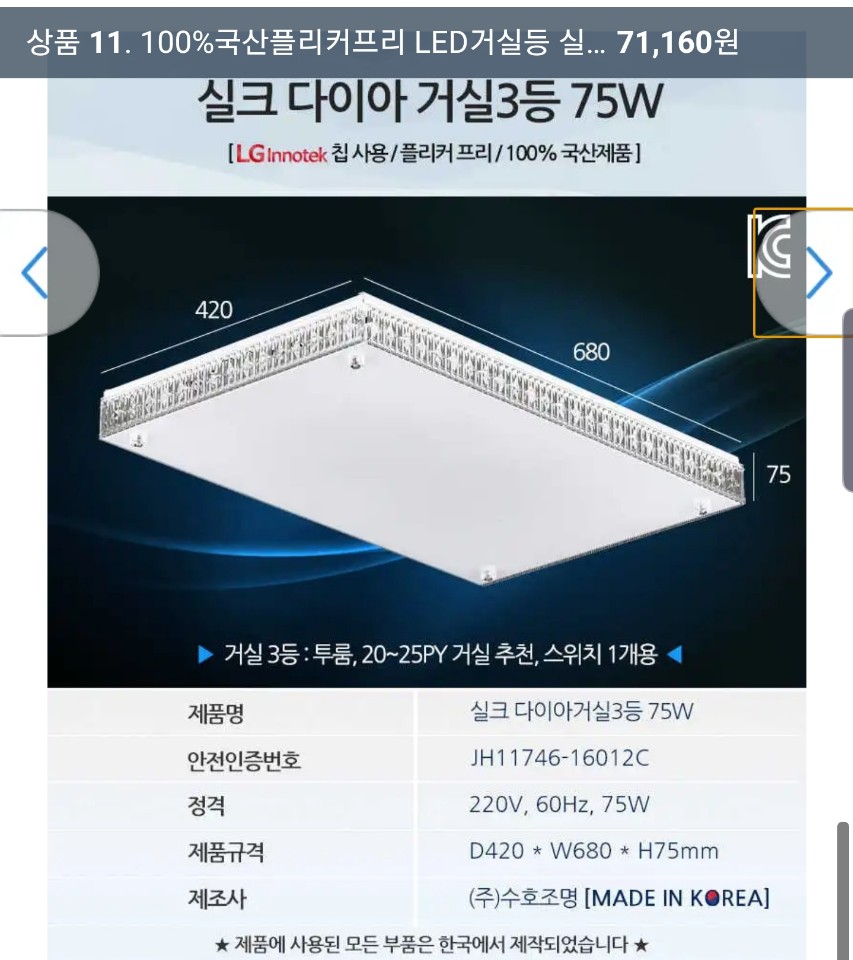 상품 11. 100%국산플리커프리 LED거실등 실... 71,160원
실크 다이아 거실3등 75W
[ LG Innotek 칩 사용 / 플리커 프리 / 100% 국산제품 ]
420
680
75
▶ 거실 3등 : 투룸, 20~25PY 거실 추천, 스위치 1개용 ◀
제품명 실크 다이아거실3등 75W
안전인증번호 JH11746-16012C
정격 220V, 60Hz, 75W
제품규격 D420 * W680 * H75mm
제조사 (주)수호조명 [MADE IN KOREA]
★ 제품에 사용된 모든 부품은 한국에서 제작되었습니다 ★